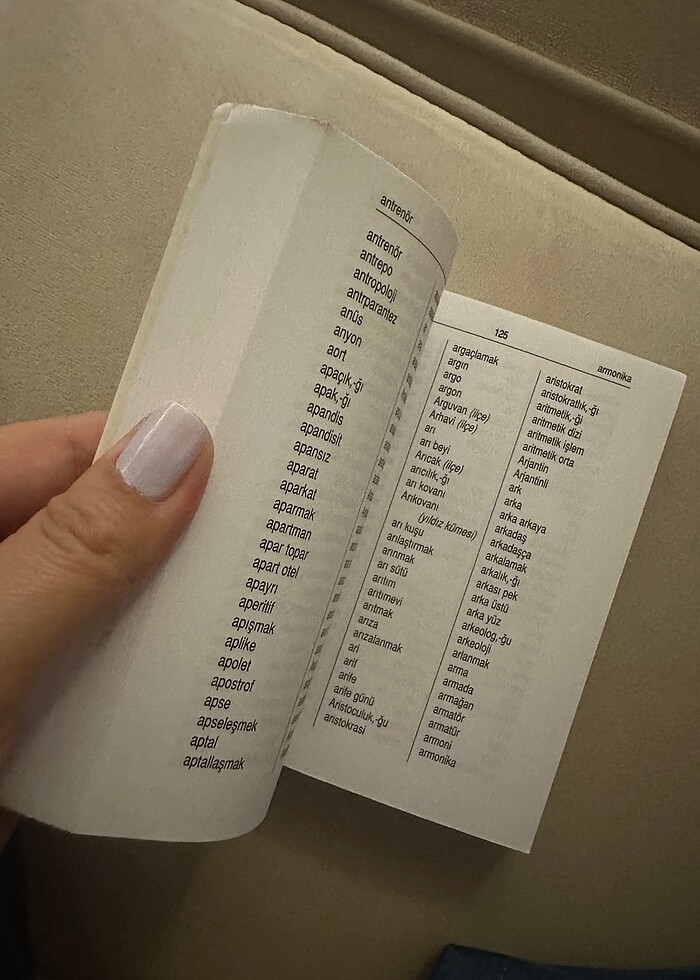 antrenör
antrenör
antrepo
antropoloji
antrparantez
anüs
anyon
aort
apaçık,-ğı
apak,-ğı
apandis
apandisit
apansız
aparat
aparkat
aparmak
apartman
apar topar
apart otel
apayrı
aperitif
apışmak
aplike
apolet
apostrof
apse
apseleşmek
aptal
aptallaşmak
125
armonika
argaçlamak
argın
argo
argon
Arguvan (ilçe)
Arhavi (ilçe)
arı
arı beyi
Arıcak (ilçe)
arıcılık,-ğı
arı kovanı
Arıkovanı
(yıldız kümesi)
arı kuşu
arılaştırmak
arınmak
arı sütü
arıtım
arıtımevi
arıtmak
arıza
arızalanmak
ari
arif
arife
arife günü
Aristoculuk,-ğu
aristokrasi
aristokrat
aristokratlık,-ğı
aritmetik,-ği
aritmetik dizi
aritmetik işlem
aritmetik orta
Arjantin
Arjantinli
ark
arka
arka arkaya
arkadaş
arkadaşça
arkalamak
arkalık,-ğı
arkası pek
arka üstü
arka yüz
arkeolog,-ğu
arkeoloji
arlanmak
arma
armada
armağan
armatör
armatür
armoni
armonika